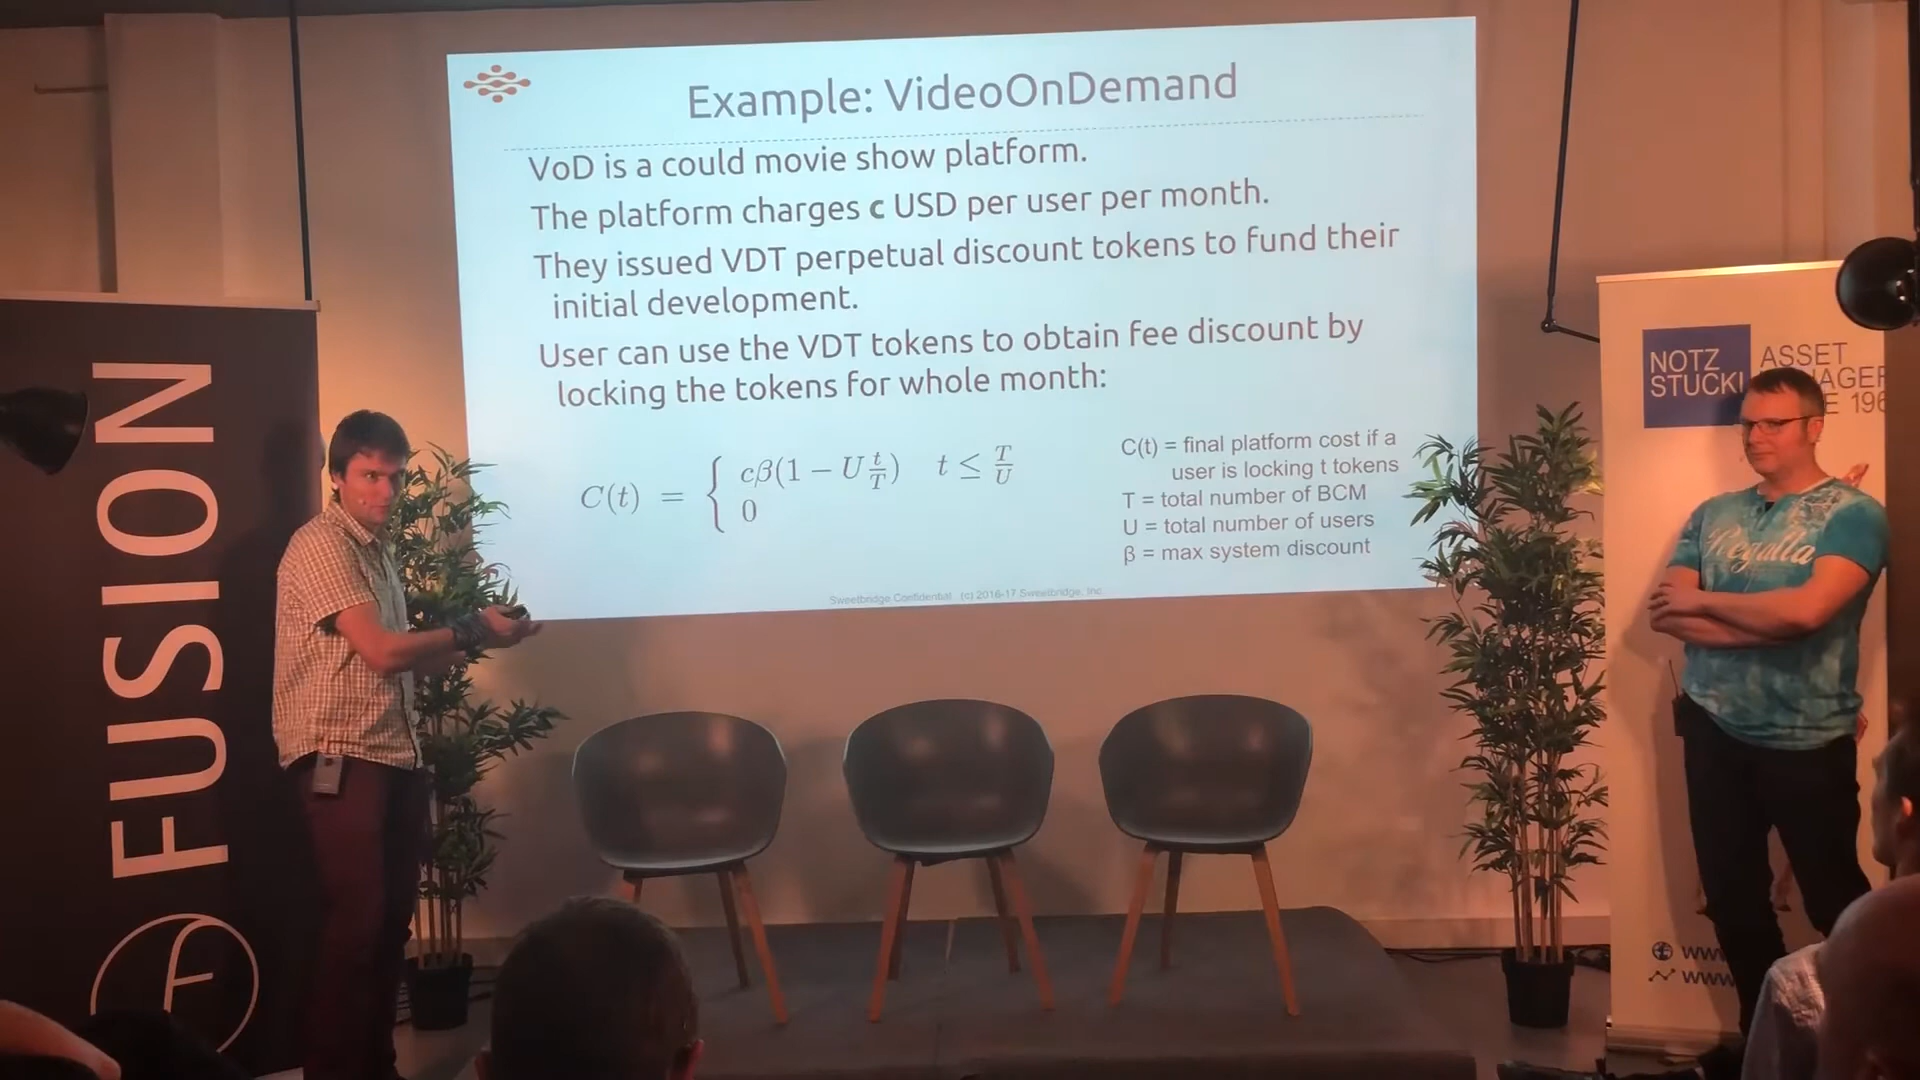 Example: VideoOnDemand
VoD is a could movie show platform.
The platform charges c USD per user per month.
They issued VDT perpetual discount tokens to fund their
initial development.
User can use the VDT tokens to obtain fee discount by
locking the tokens for whole month:
C(t) = { cβ(1 − U t/T) t ≤ T/U
0
C(t) = final platform cost if a
user is locking t tokens
T = total number of BCM
U = total number of users
β = max system discount
Sweetbridge Confidential (c) 2016-17 Sweetbridge, Inc
FUSION
NOTZ
STUCKI
ASSET
196
Regatta
WWW
WWW